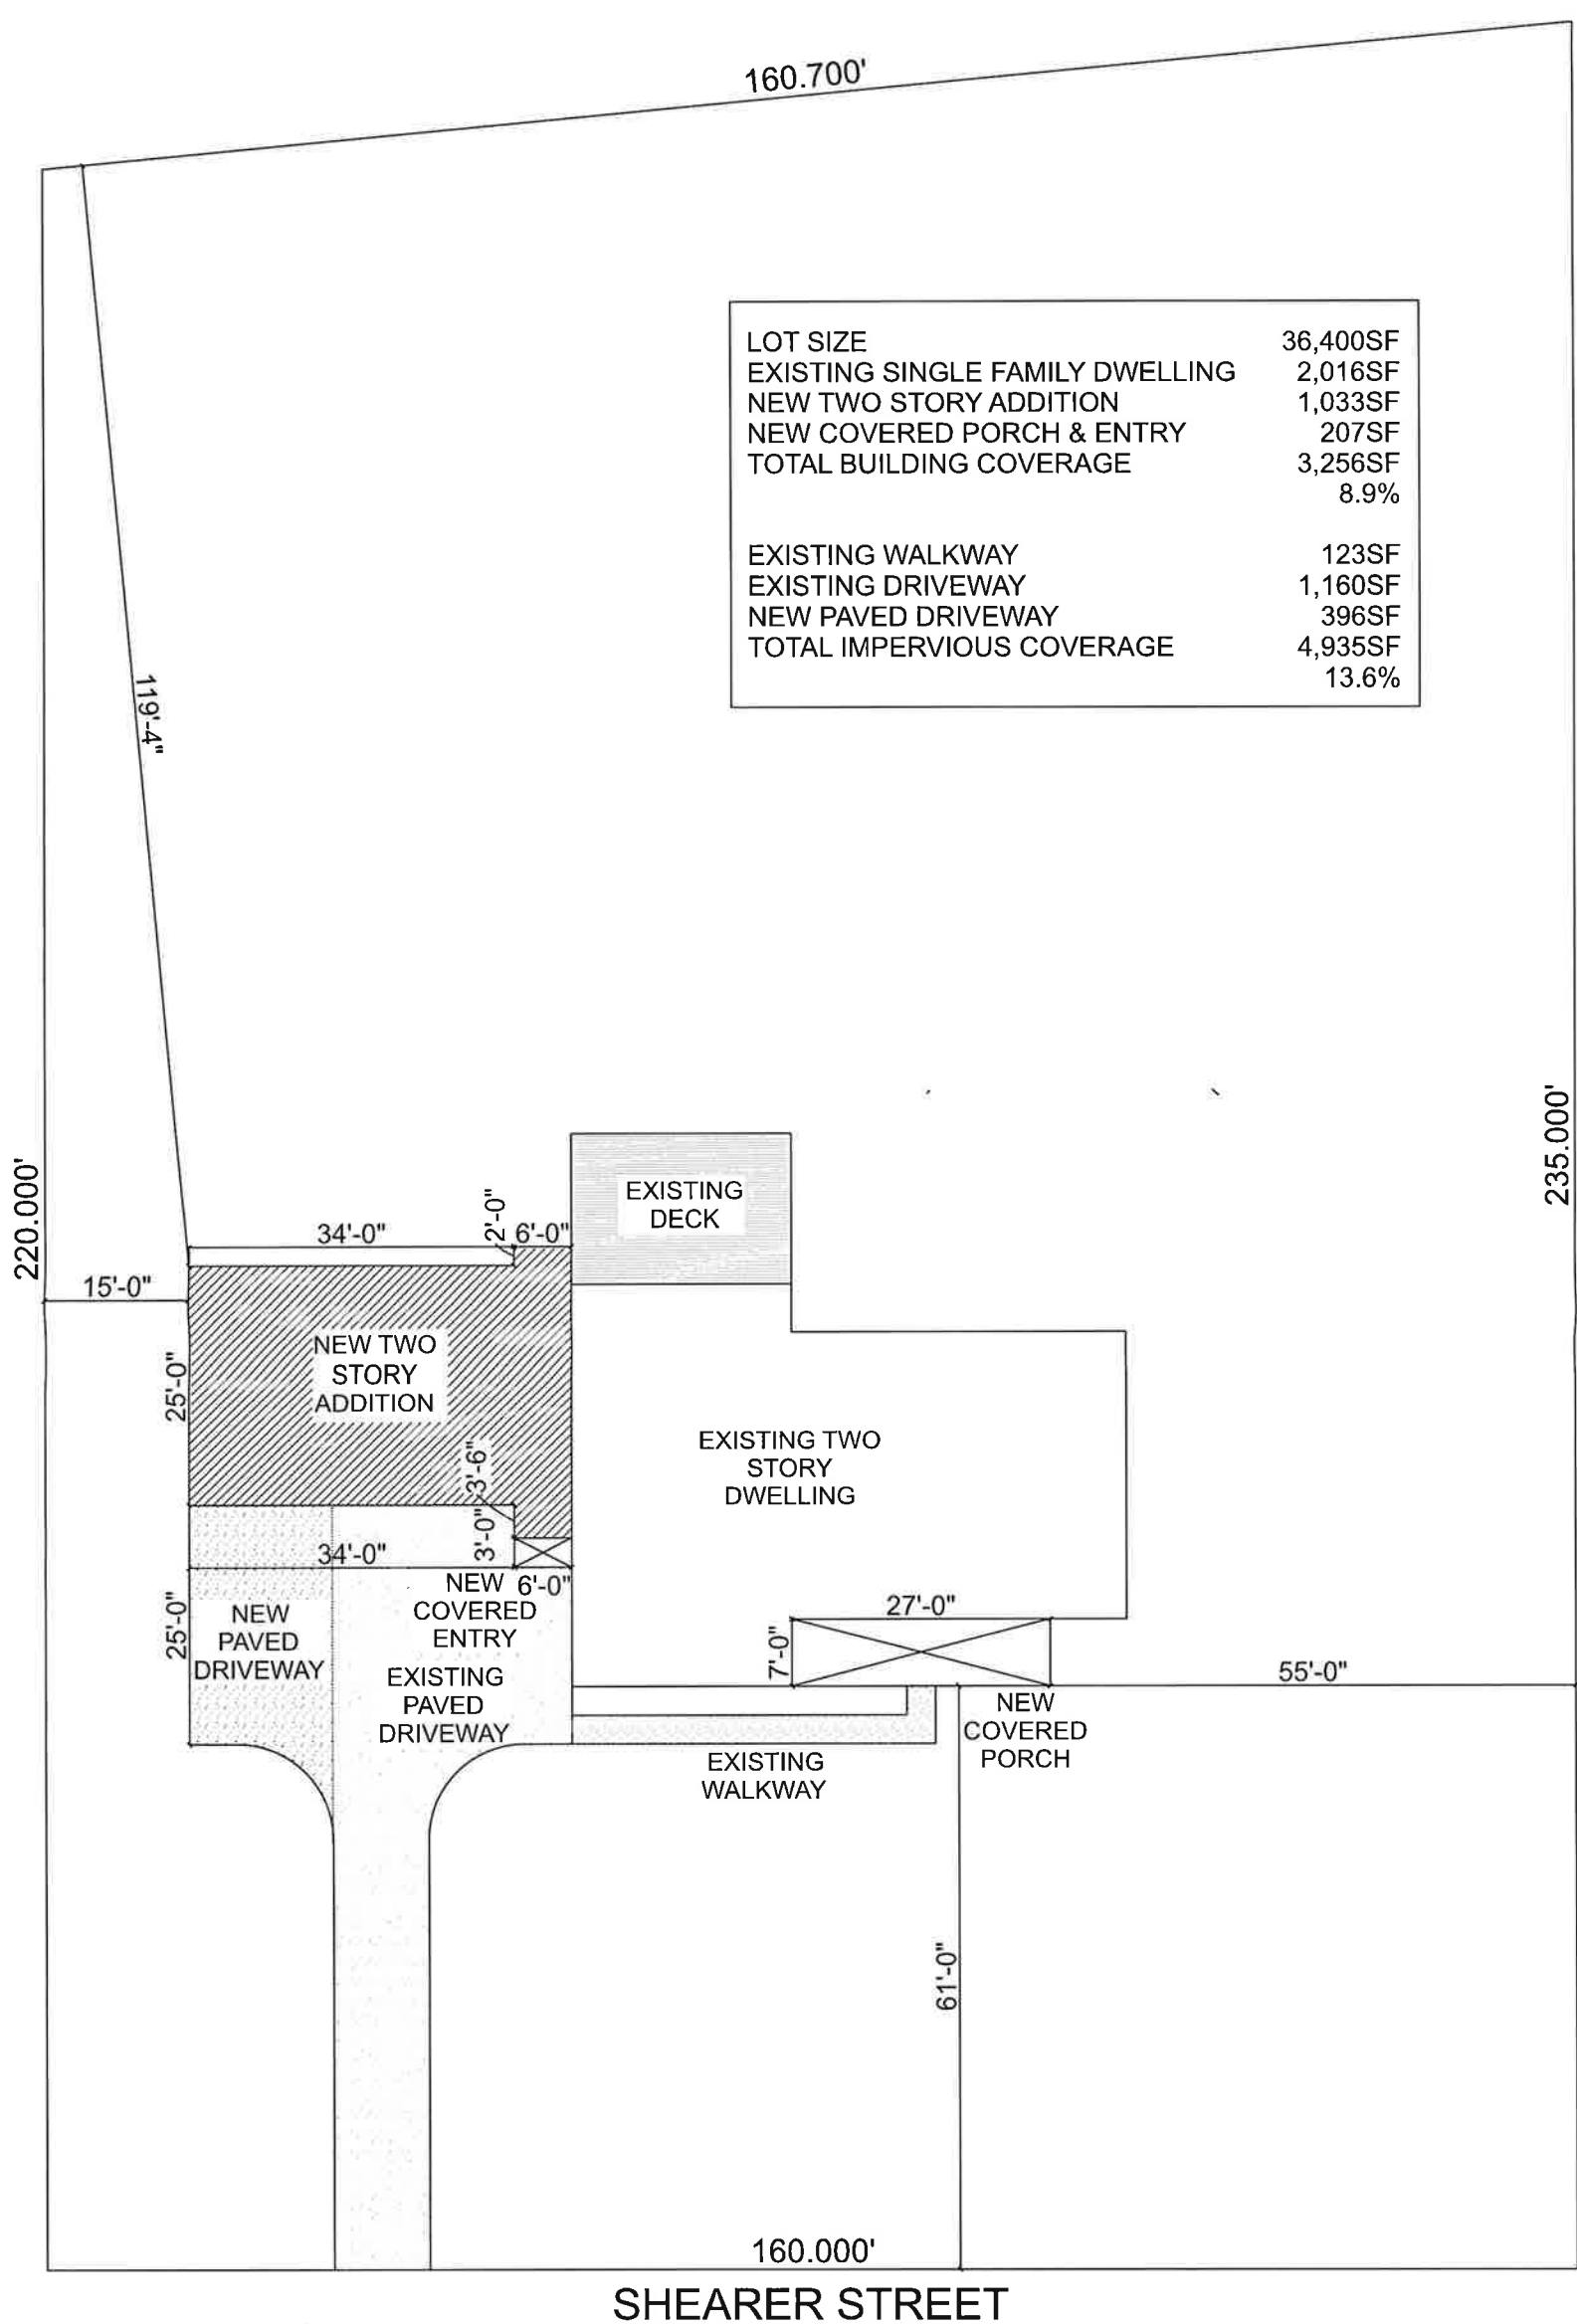 160.700'
LOT SIZE 36,400SF
EXISTING SINGLE FAMILY DWELLING 2,016SF
NEW TWO STORY ADDITION 1,033SF
NEW COVERED PORCH & ENTRY 207SF
TOTAL BUILDING COVERAGE 3,256SF
8.9%
EXISTING WALKWAY 123SF
EXISTING DRIVEWAY 1,160SF
NEW PAVED DRIVEWAY 396SF
TOTAL IMPERVIOUS COVERAGE 4,935SF
13.6%
119'-4"
220.000'
235.000'
EXISTING
DECK
34'-0"
2'-0"
6'-0"
15'-0"
NEW TWO
STORY
ADDITION
25'-0"
EXISTING TWO
STORY
DWELLING
3'-6"
3'-0"
34'-0"
6'-0"
NEW
COVERED
ENTRY
25'-0"
NEW
PAVED
DRIVEWAY
EXISTING
PAVED
DRIVEWAY
27'-0"
7'-0"
55'-0"
NEW
COVERED
PORCH
EXISTING
WALKWAY
61'-0"
160.000'
SHEARER STREET